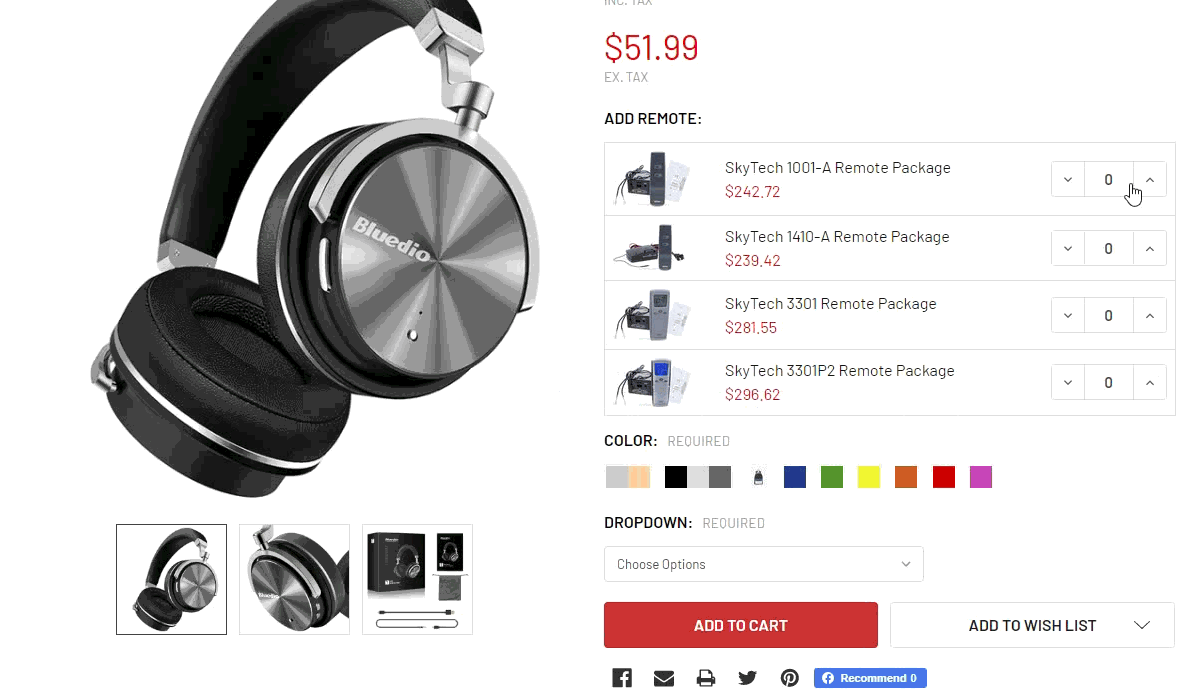 INC. TAX
$51.99
EX. TAX
ADD REMOTE:
SkyTech 1001-A Remote Package
$242.72
0
SkyTech 1410-A Remote Package
$239.42
0
SkyTech 3301 Remote Package
$281.55
0
SkyTech 3301P2 Remote Package
$296.62
0
COLOR: REQUIRED
DROPDOWN: REQUIRED
Choose Options
ADD TO CART
ADD TO WISH LIST
Recommend 0
Bluedio
Bluedio